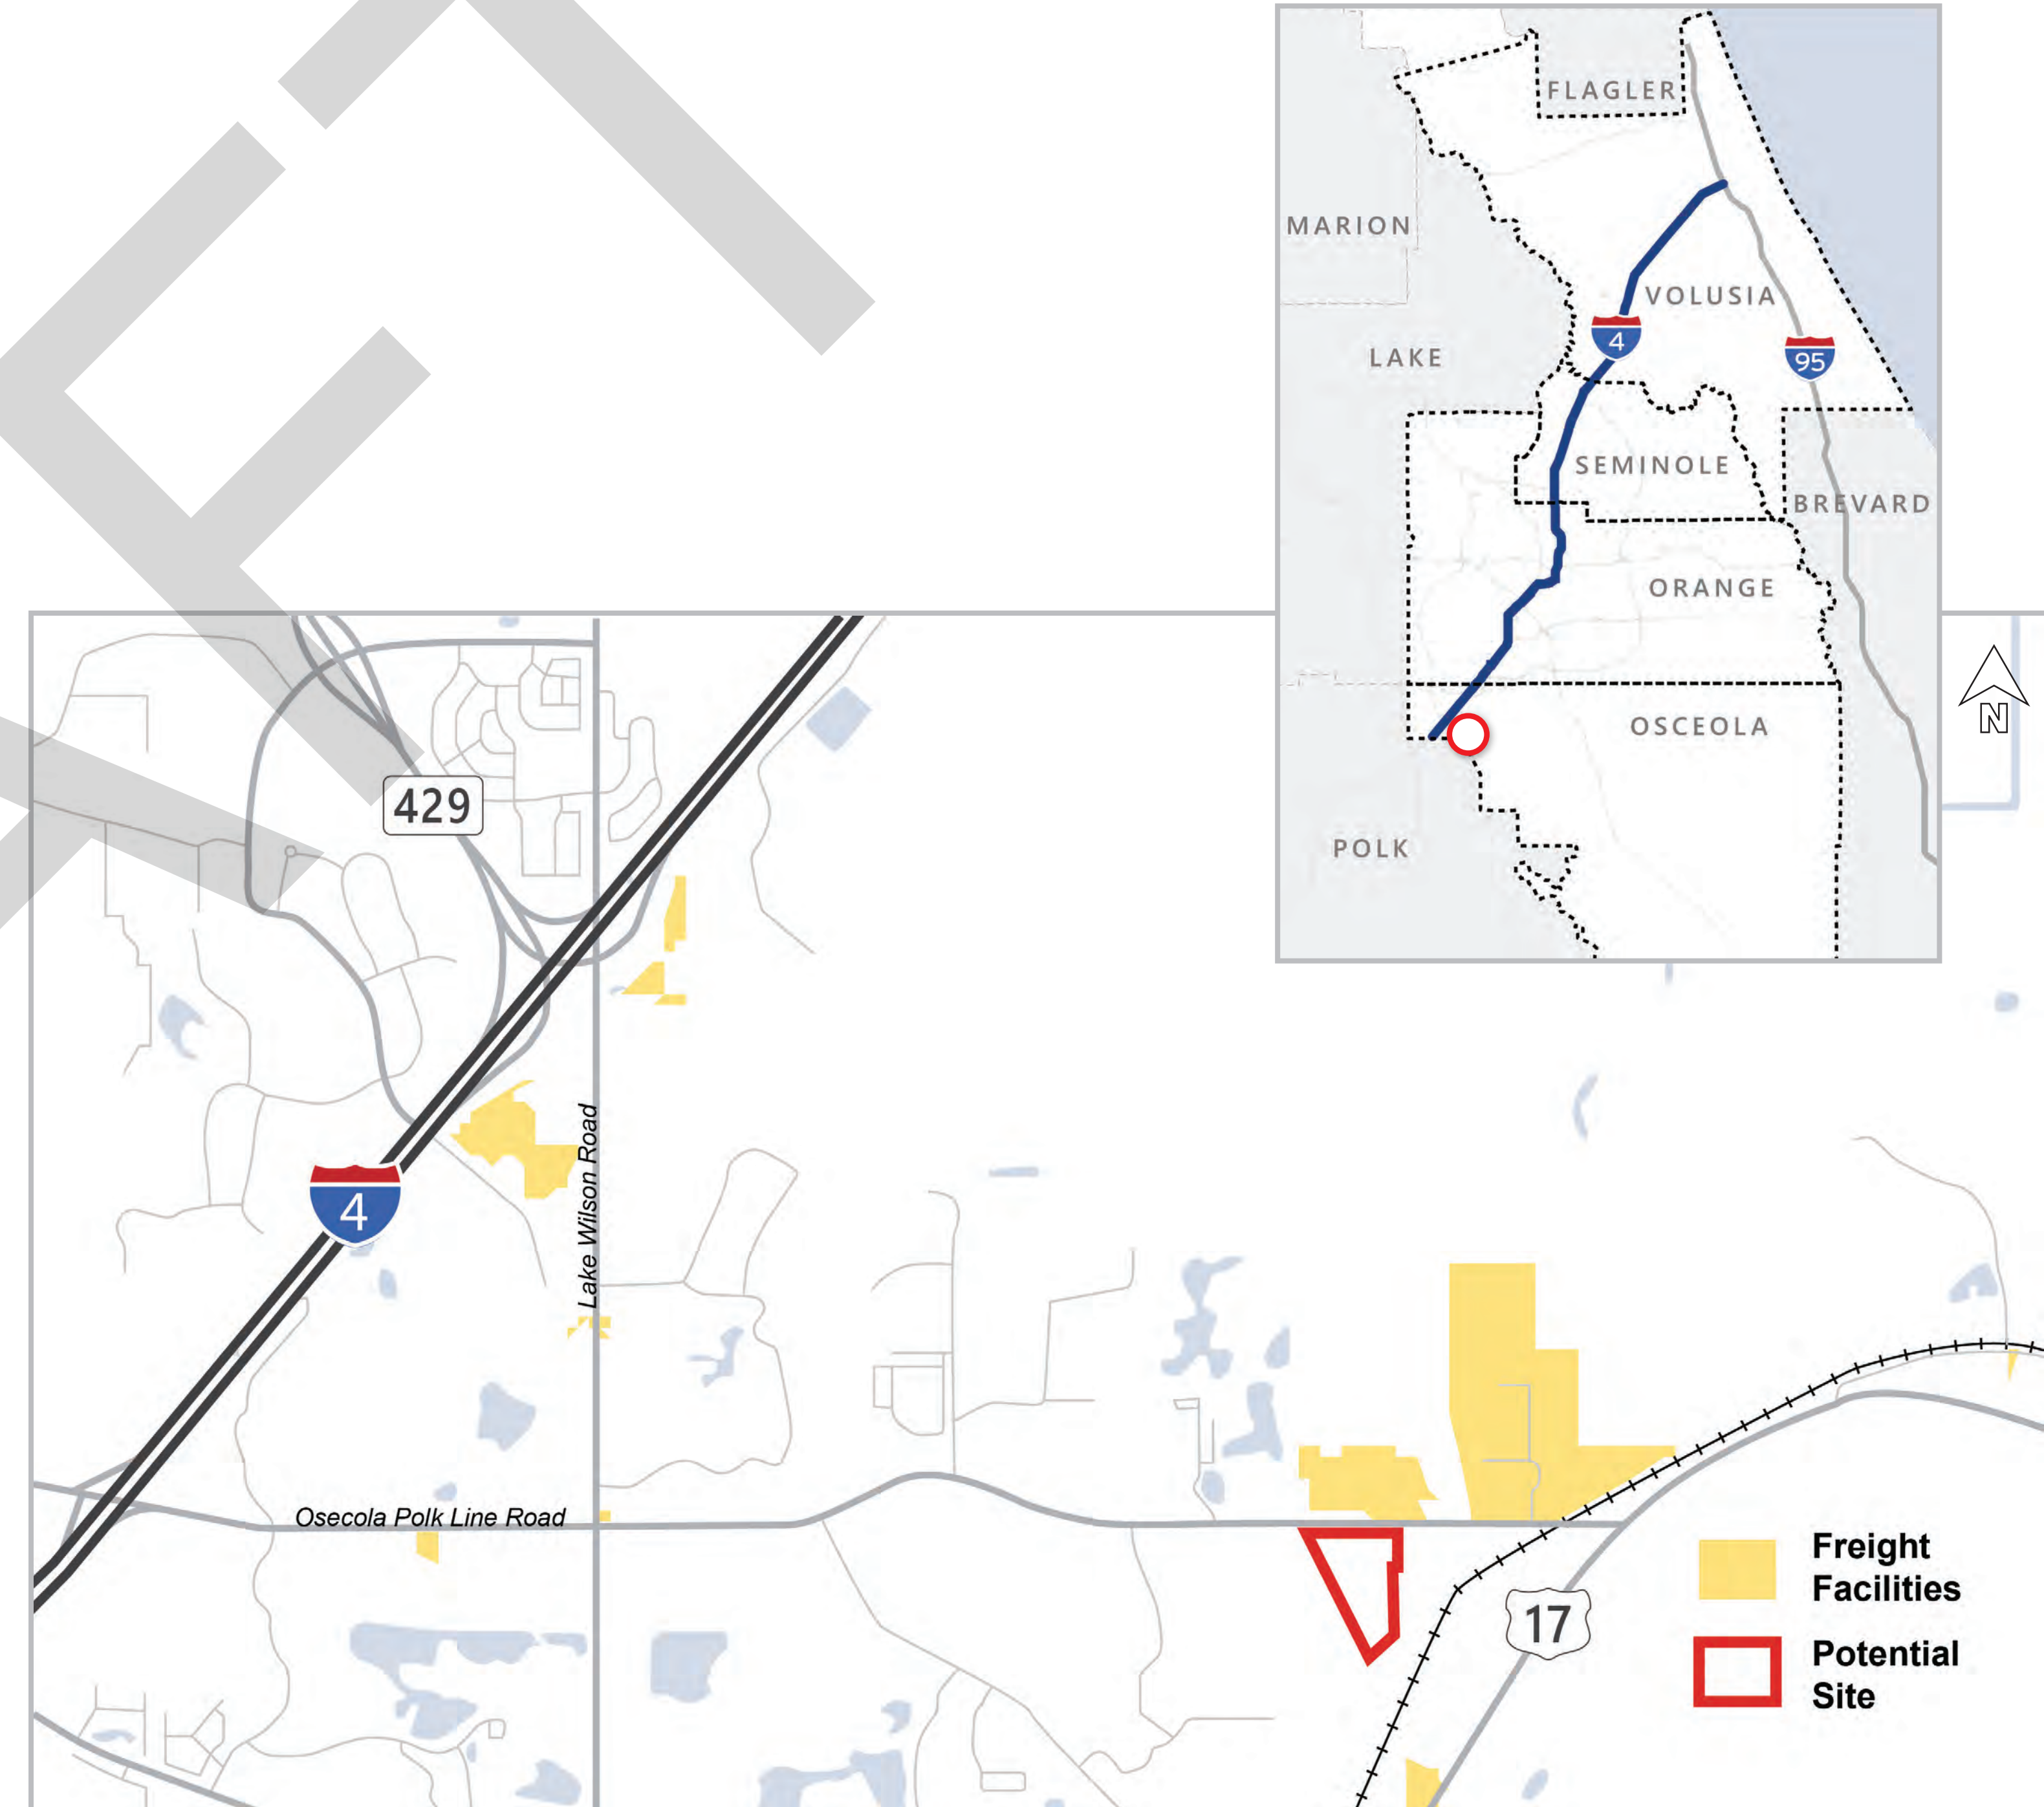 FLAGLER
MARION
VOLUSIA
4
LAKE
95
SEMINOLE
BREVARD
ORANGE
OSCEOLA
POLK
N
429
Lake Wilson Road
4
Osecola Polk Line Road
17
Freight
Facilities
Potential
Site